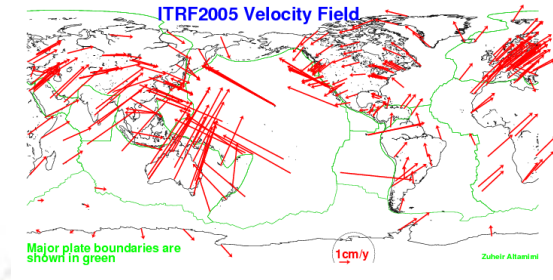 ITRF2005 Velocity Field
Major plate boundaries are
shown in green
1cm/y
Zuheir Altamimi